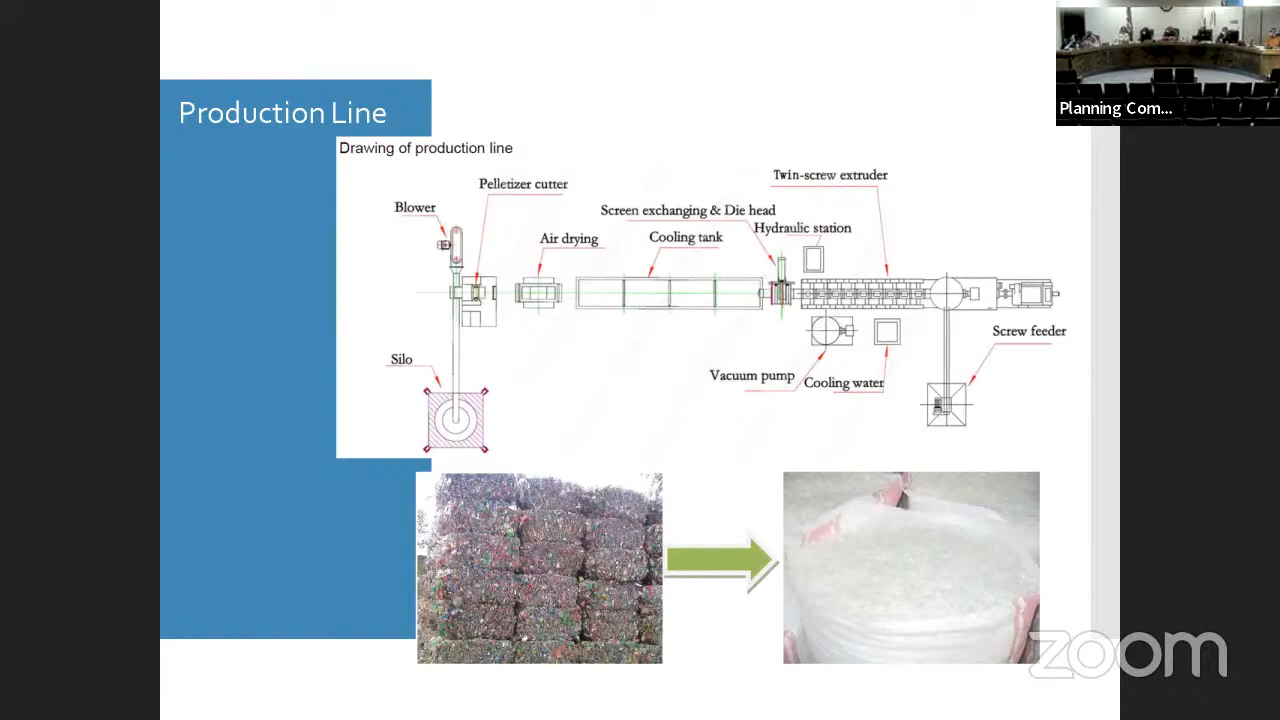 Production Line
Planning Com...
Drawing of production line
Twin-screw extruder
Pelletizer cutter
Blower
Screen exchanging & Die head
Hydraulic station
Air drying
Cooling tank
Screw feeder
Silo
Vacuum pump
Cooling water
zoom